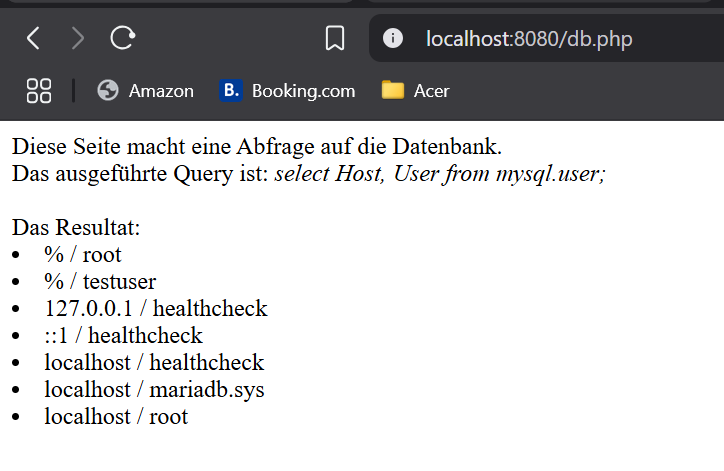 localhost:8080/db.php
Amazon
B. Booking.com
Acer
Diese Seite macht eine Abfrage auf die Datenbank.
Das ausgeführte Query ist: select Host, User from mysql.user;
Das Resultat:
• % / root
• % / testuser
• 127.0.0.1 / healthcheck
• ::1 / healthcheck
• localhost / healthcheck
• localhost / mariadb.sys
• localhost / root